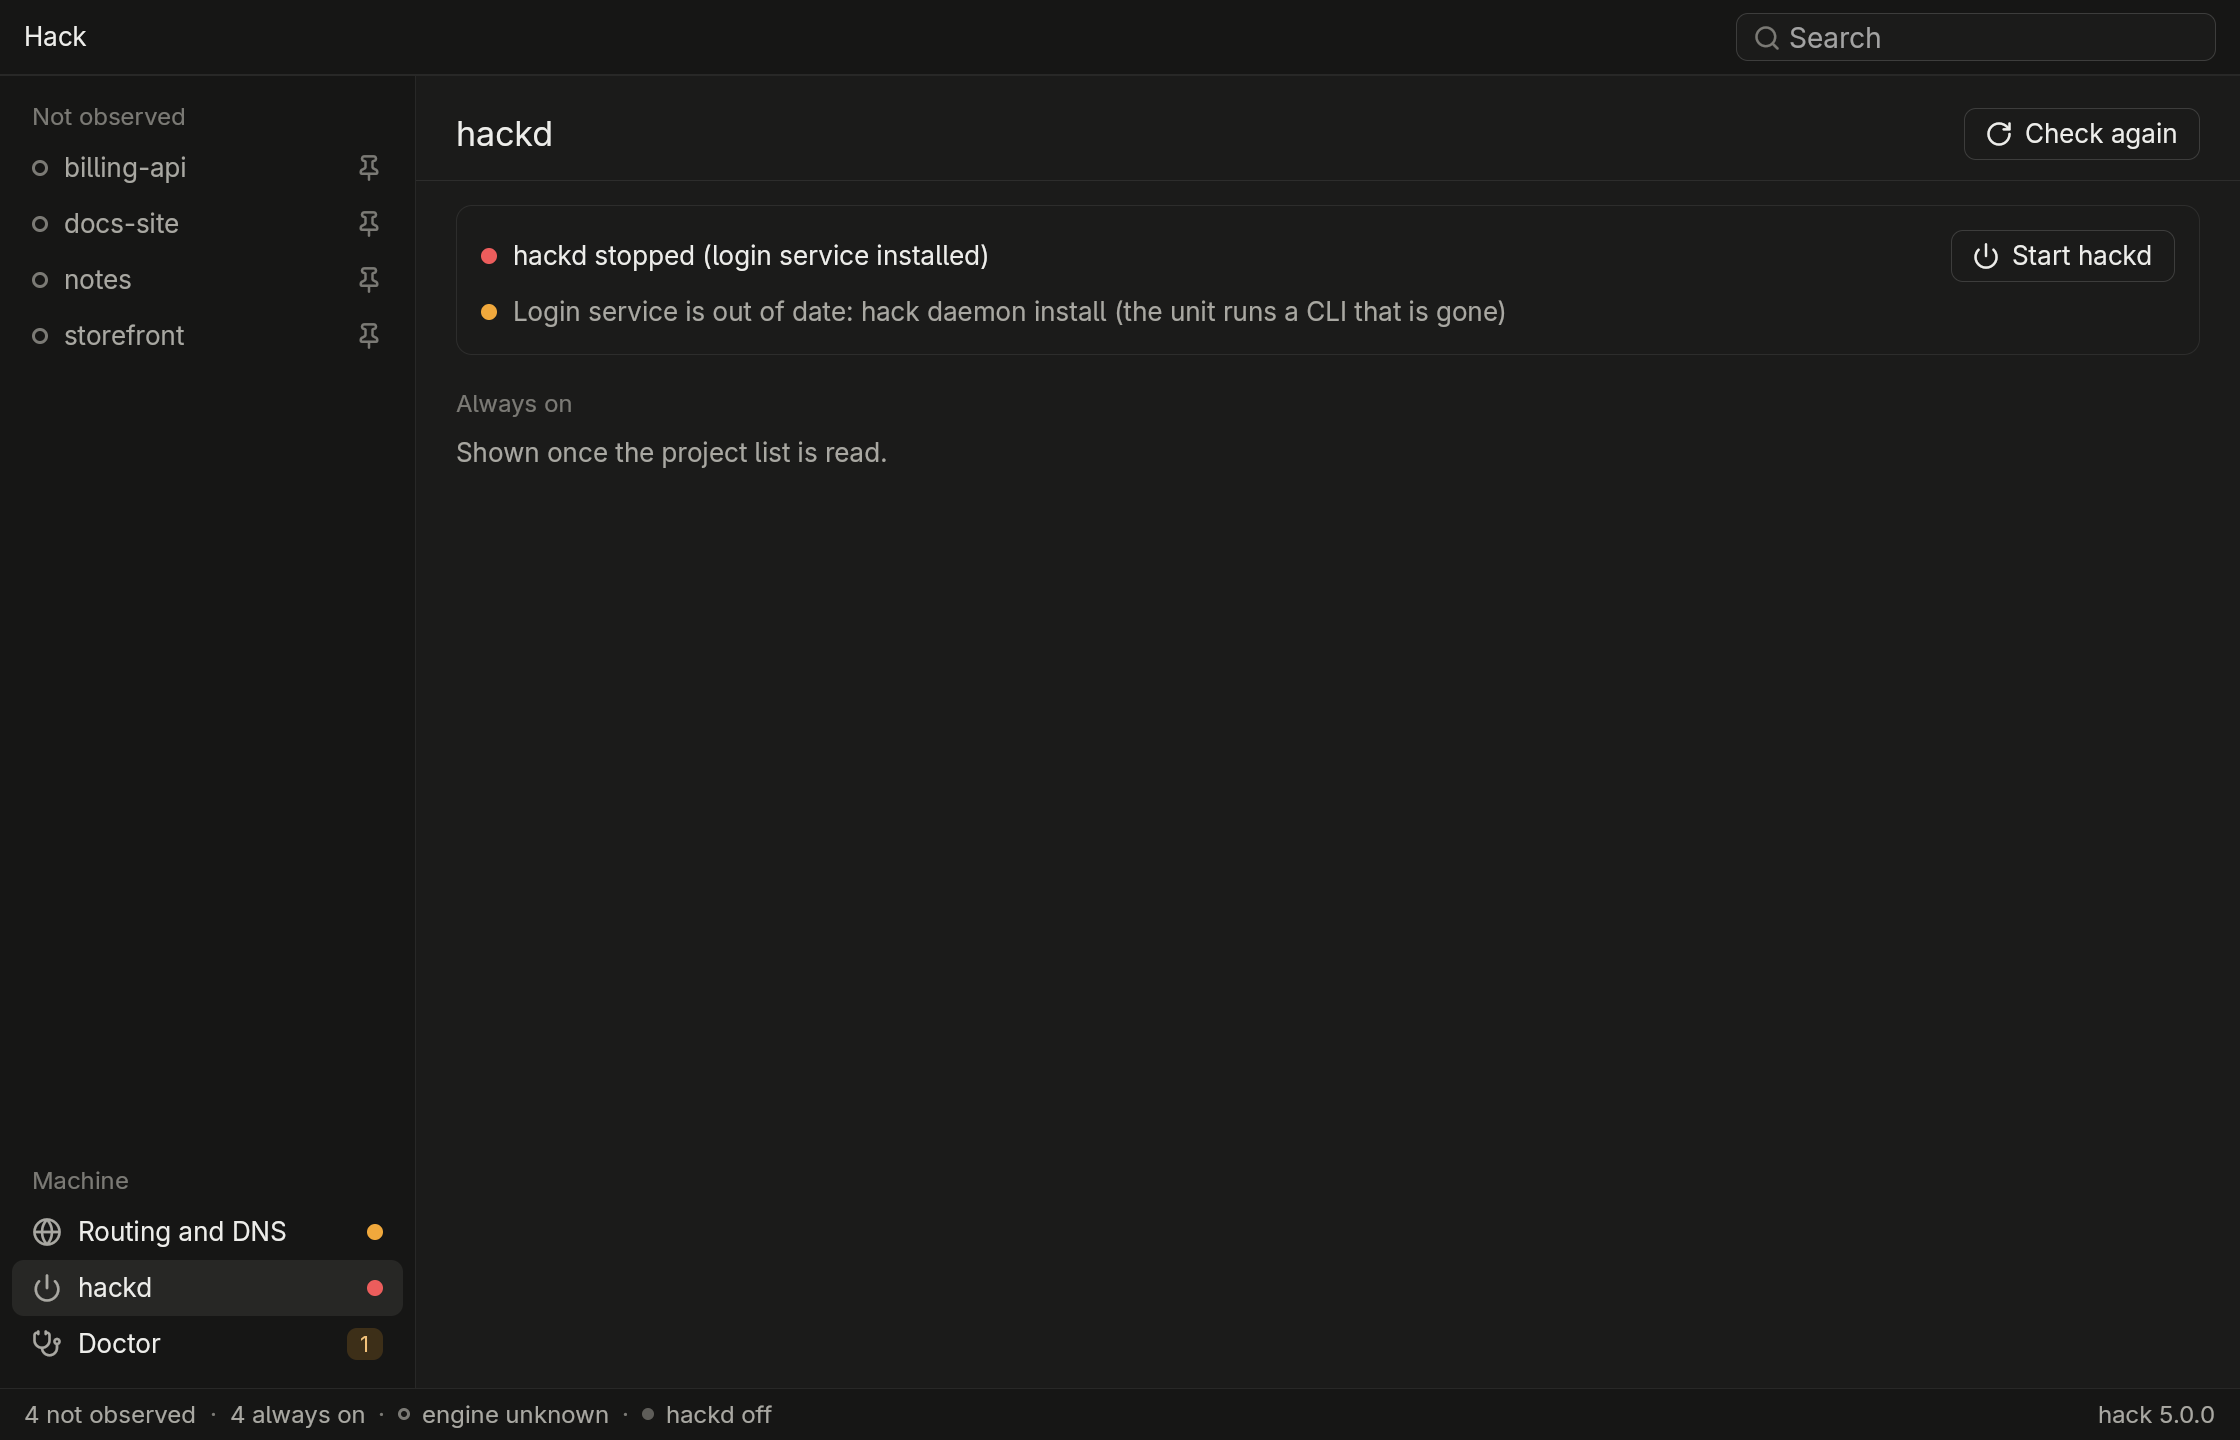 Hack
Search
Not observed
billing-api
docs-site
notes
storefront
hackd
Check again
hackd stopped (login service installed)
Start hackd
Login service is out of date: hack daemon install (the unit runs a CLI that is gone)
Always on
Shown once the project list is read.
Machine
Routing and DNS
hackd
Doctor 1
4 not observed · 4 always on · engine unknown · hackd off
hack 5.0.0